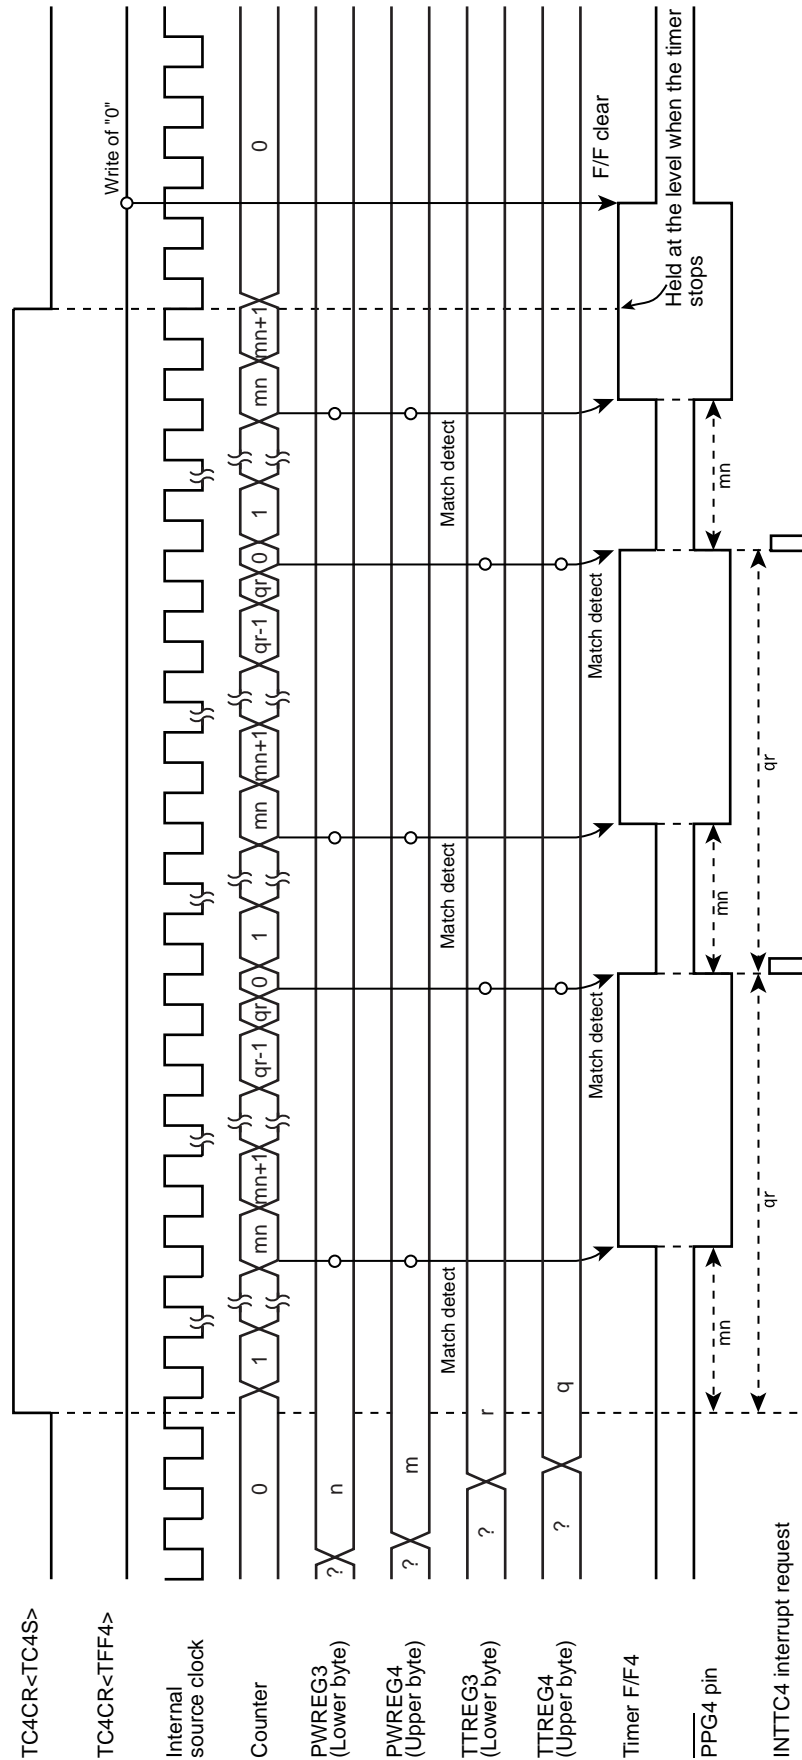 TC4CR<TC4S>
TC4CR<TFF4>
Write of "0"
Internal
source clock
Counter
0
1
mn
mn+1
qr-1
qr
0
1
mn
mn+1
qr-1
qr
0
1
mn
mn+1
0
PWREG3
(Lower byte)
?
n
PWREG4
(Upper byte)
?
m
Match detect
Match detect
Match detect
TTREG3
(Lower byte)
?
r
TTREG4
(Upper byte)
?
q
Match detect
Match detect
F/F clear
Timer F/F4
Held at the level when the timer
stops
PPG4 pin
mn
mn
mn
qr
qr
INTTC4 interrupt request